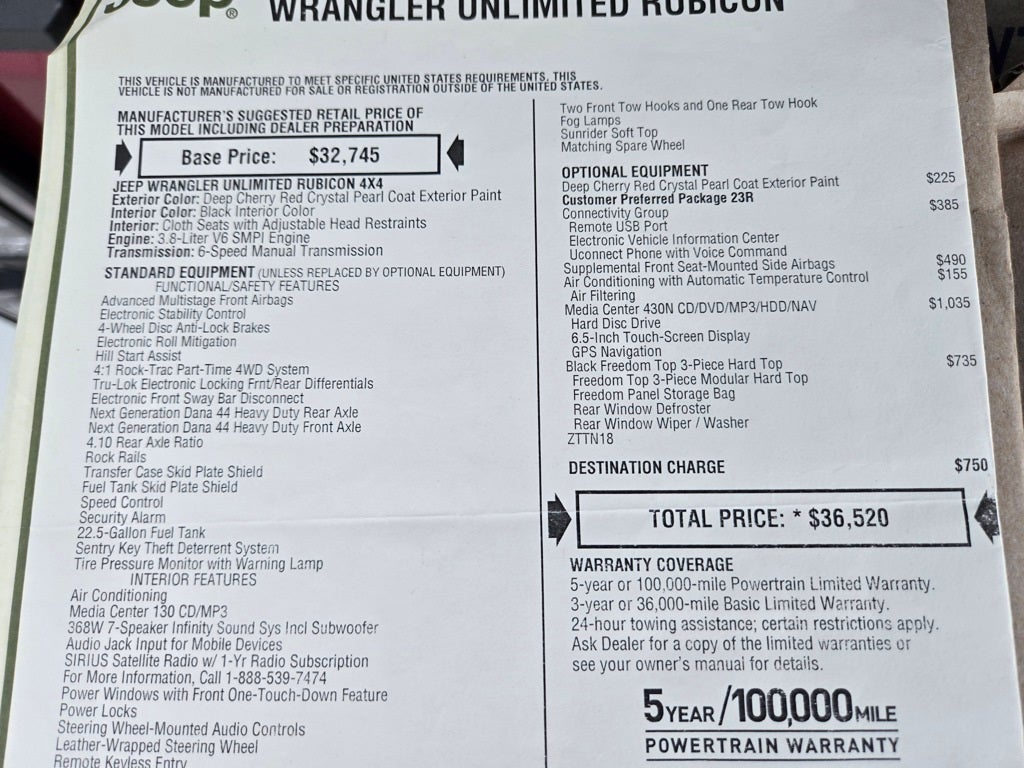 Jeep®
WRANGLER UNLIMITED RUBICON
THIS VEHICLE IS MANUFACTURED TO MEET SPECIFIC UNITED STATES REQUIREMENTS. THIS
VEHICLE IS NOT MANUFACTURED FOR SALE OR REGISTRATION OUTSIDE OF THE UNITED STATES.
MANUFACTURER'S SUGGESTED RETAIL PRICE OF
THIS MODEL INCLUDING DEALER PREPARATION
Base Price: $32,745
JEEP WRANGLER UNLIMITED RUBICON 4X4
Exterior Color: Deep Cherry Red Crystal Pearl Coat Exterior Paint
Interior Color: Black Interior Color
Interior: Cloth Seats with Adjustable Head Restraints
Engine: 3.8-Liter V6 SMPI Engine
Transmission: 6-Speed Manual Transmission
STANDARD EQUIPMENT (UNLESS REPLACED BY OPTIONAL EQUIPMENT)
FUNCTIONAL/SAFETY FEATURES
Advanced Multistage Front Airbags
Electronic Stability Control
4-Wheel Disc Anti-Lock Brakes
Electronic Roll Mitigation
Hill Start Assist
4:1 Rock-Trac Part-Time 4WD System
Tru-Lok Electronic Locking Frnt/Rear Differentials
Electronic Front Sway Bar Disconnect
Next Generation Dana 44 Heavy Duty Rear Axle
Next Generation Dana 44 Heavy Duty Front Axle
4.10 Rear Axle Ratio
Rock Rails
Transfer Case Skid Plate Shield
Fuel Tank Skid Plate Shield
Speed Control
Security Alarm
22.5-Gallon Fuel Tank
Sentry Key Theft Deterrent System
Tire Pressure Monitor with Warning Lamp
INTERIOR FEATURES
Air Conditioning
Media Center 130 CD/MP3
368W 7-Speaker Infinity Sound Sys Incl Subwoofer
Audio Jack Input for Mobile Devices
SIRIUS Satellite Radio w/ 1-Yr Radio Subscription
For More Information, Call 1-888-539-7474
Power Windows with Front One-Touch-Down Feature
Power Locks
Steering Wheel-Mounted Audio Controls
Leather-Wrapped Steering Wheel
Remote Keyless Entry
Two Front Tow Hooks and One Rear Tow Hook
Fog Lamps
Sunrider Soft Top
Matching Spare Wheel
OPTIONAL EQUIPMENT
Deep Cherry Red Crystal Pearl Coat Exterior Paint $225
Customer Preferred Package 23R
Connectivity Group $385
Remote USB Port
Electronic Vehicle Information Center
Uconnect Phone with Voice Command
Supplemental Front Seat-Mounted Side Airbags $490
Air Conditioning with Automatic Temperature Control $155
Air Filtering
Media Center 430N CD/DVD/MP3/HDD/NAV $1,035
Hard Disc Drive
6.5-Inch Touch-Screen Display
GPS Navigation
Black Freedom Top 3-Piece Hard Top $735
Freedom Top 3-Piece Modular Hard Top
Freedom Panel Storage Bag
Rear Window Defroster
Rear Window Wiper / Washer
ZTTN18
DESTINATION CHARGE $750
TOTAL PRICE: * $36,520
WARRANTY COVERAGE
5-year or 100,000-mile Powertrain Limited Warranty.
3-year or 36,000-mile Basic Limited Warranty.
24-hour towing assistance; certain restrictions apply.
Ask Dealer for a copy of the limited warranties or
see your owner's manual for details.
5 YEAR/100,000 MILE
POWERTRAIN WARRANTY